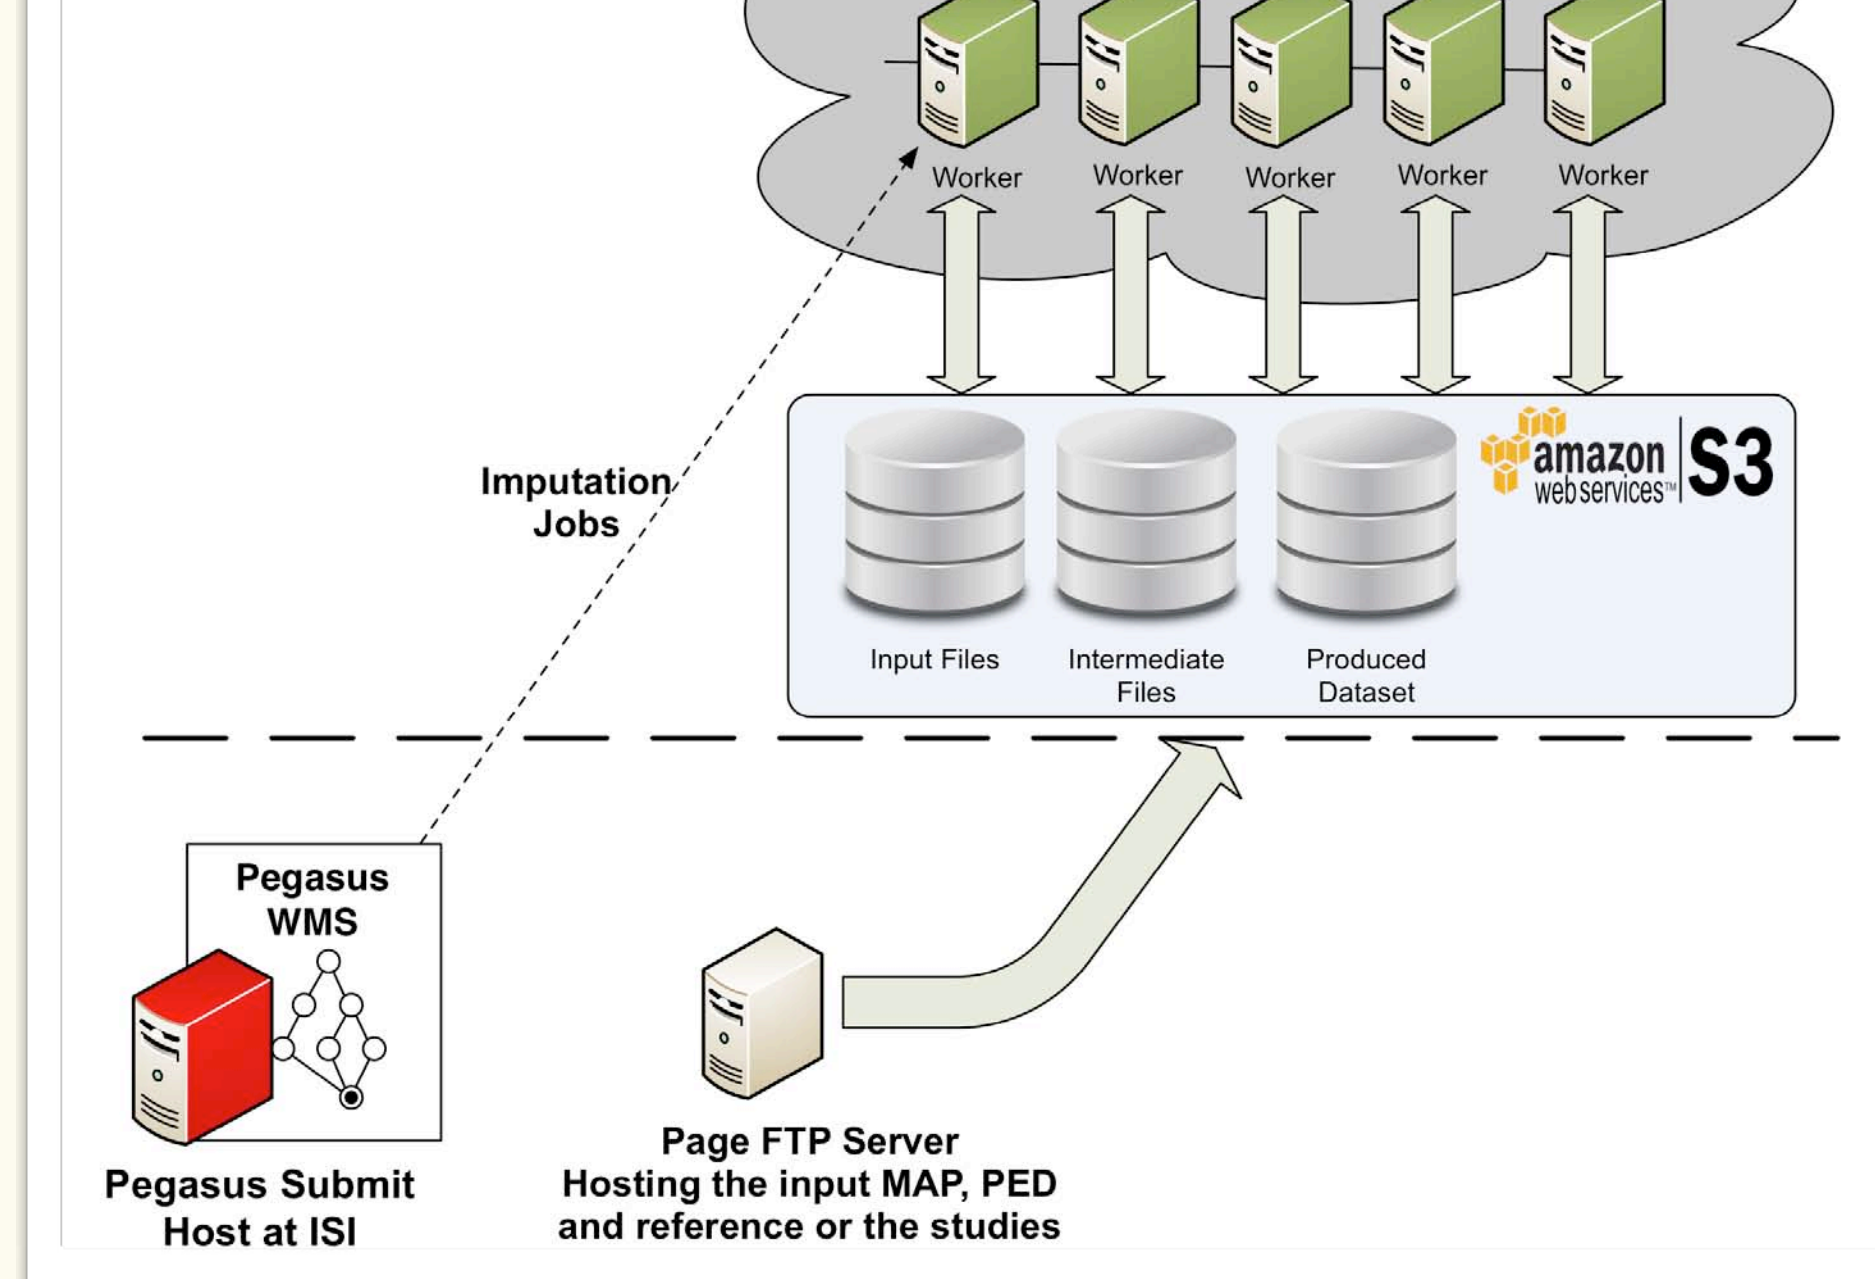 Worker Worker Worker Worker Worker
Imputation
Jobs
amazon
web services™
S3
Input Files
Intermediate
Files
Produced
Dataset
Pegasus
WMS
Pegasus Submit
Host at ISI
Page FTP Server
Hosting the input MAP, PED
and reference or the studies